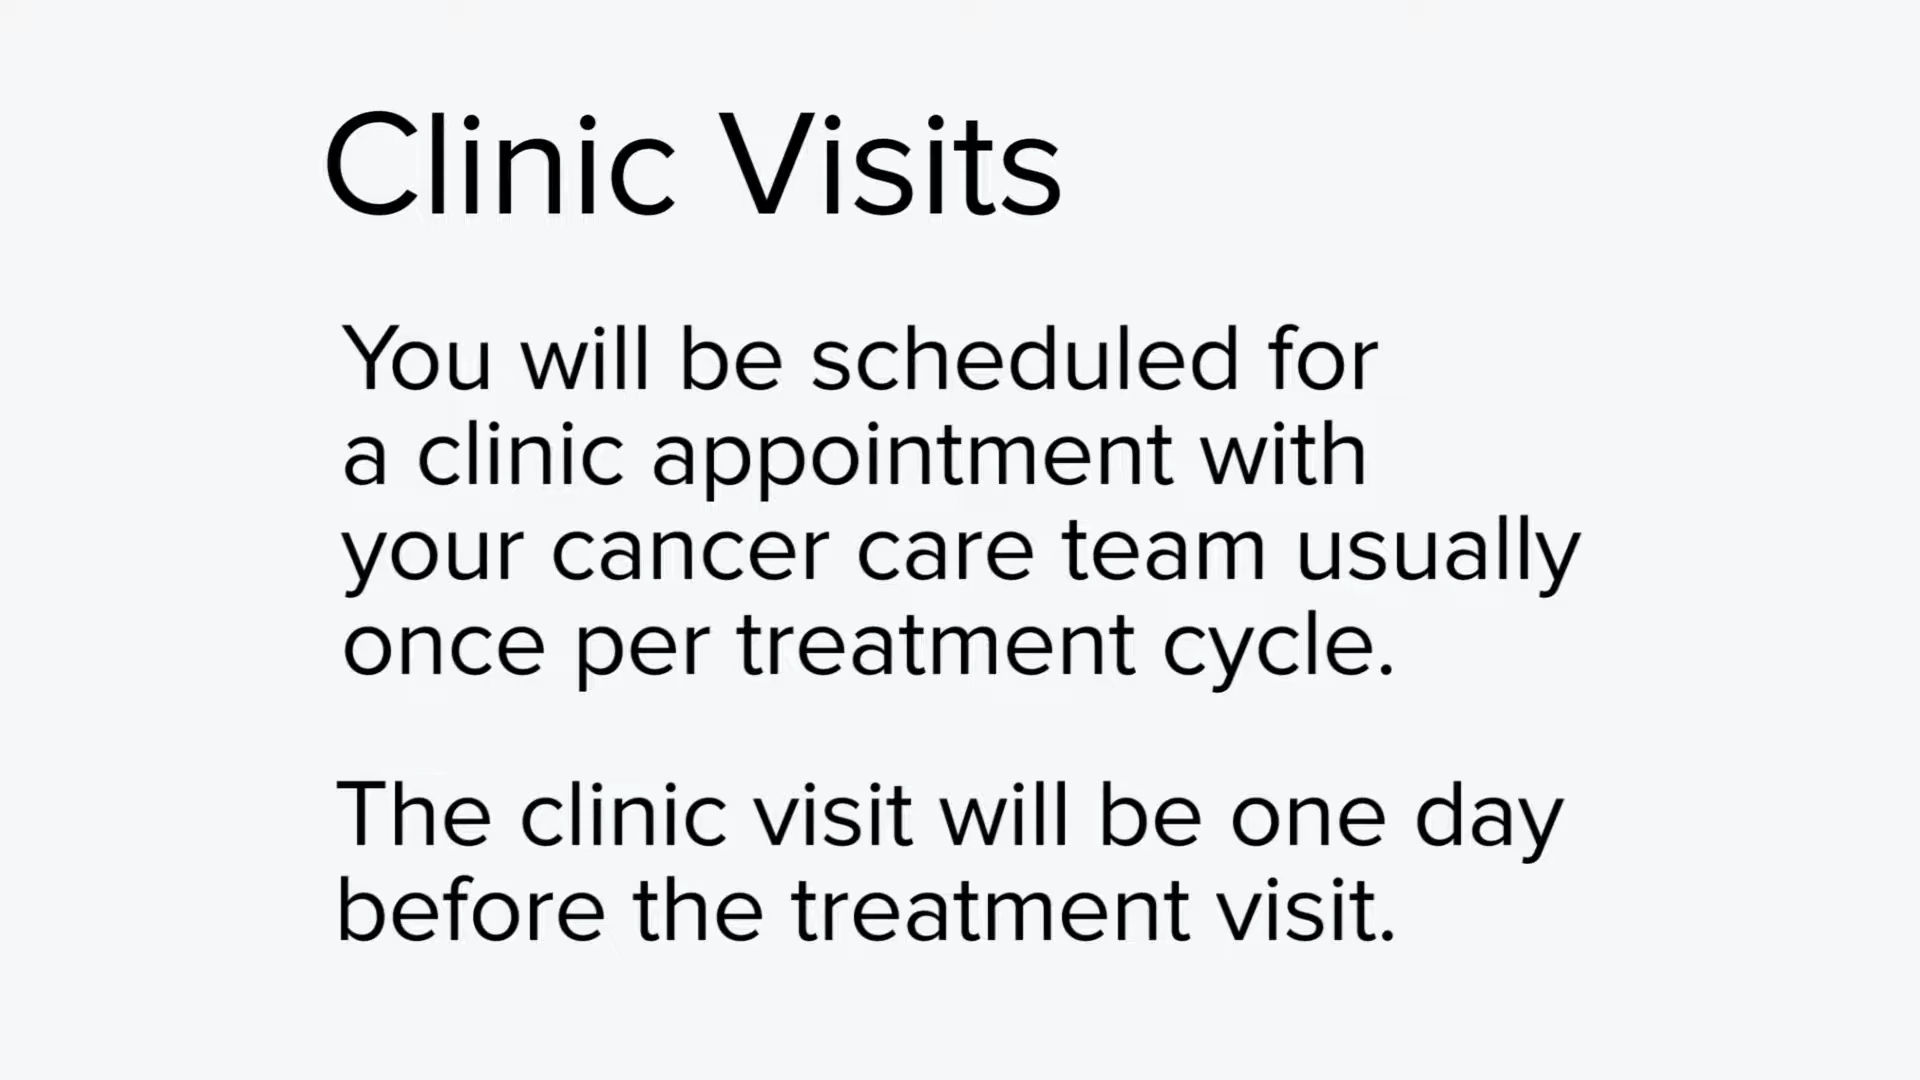 Clinic Visits
You will be scheduled for
a clinic appointment with
your cancer care team usually
once per treatment cycle.
The clinic visit will be one day
before the treatment visit.